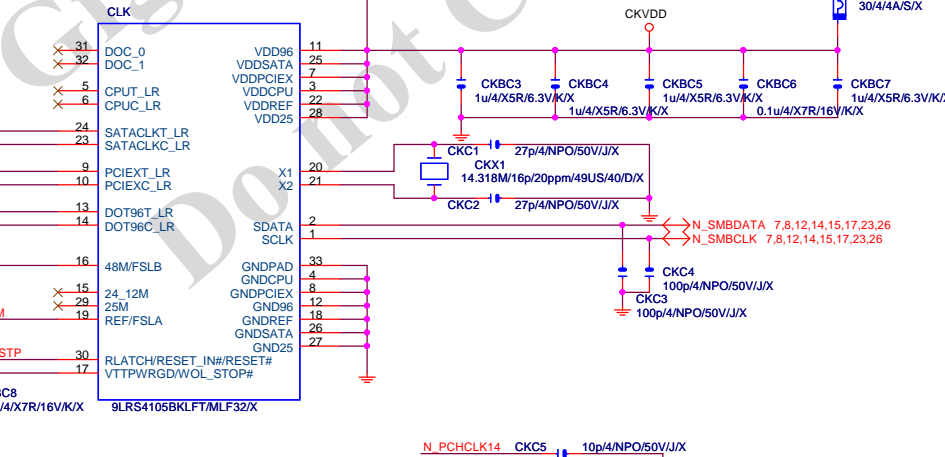 CLK
CKVDD
30/4/4A/S/X
31 DOC_0
32 DOC_1
5 CPUT_LR
6 CPUC_LR
24 SATACLKT_LR
23 SATACLKC_LR
9 PCIEXT_LR
10 PCIEXC_LR
13 DOT96T_LR
14 DOT96C_LR
16 48M/FSLB
15 24_12M
29 25M
19 REF/FSLA
30 RLATCH/RESET_IN#/RESET#
17 VTTPWRGD/WOL_STOP#
VDD96 11
VDDSATA 25
VDDPCIEX 7
VDDCPU 3
VDDREF 22
VDD25 28
X1 20
X2 21
SDATA 2
SCLK 1
GNDPAD 33
GNDCPU 4
GNDPCIEX 8
GND96 12
GNDREF 18
GNDSATA 26
GND25 27
9LRS4105BKLFT/MLF32/X
CKBC3
1u/4/X5R/6.3V/K/X
CKBC4
1u/4/X5R/6.3V/K/X
CKBC5
1u/4/X5R/6.3V/K/X
CKBC6
0.1u/4/X7R/16V/K/X
CKBC7
1u/4/X5R/6.3V/K/X
CKC1 27p/4/NPO/50V/J/X
CKX1
14.318M/16p/20ppm/49US/40/D/X
CKC2 27p/4/NPO/50V/J/X
N_SMBDATA 7,8,12,14,15,17,23,26
N_SMBCLK 7,8,12,14,15,17,23,26
CKC4
100p/4/NPO/50V/J/X
CKC3
100p/4/NPO/50V/J/X
M
STP
C8
/4/X7R/16V/K/X
N_PCHCLK14 CKC5 10p/4/NPO/50V/J/X
Do not C